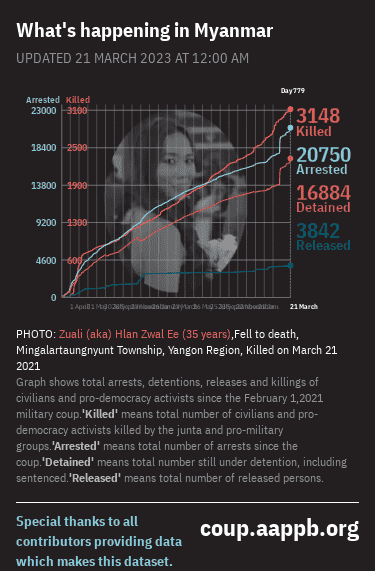 What's happening in Myanmar
UPDATED 21 MARCH 2023 AT 12:00 AM
Day779
Arrested Killed
23000 3100
18400 2500
13800 1900
9200 1300
4600 600
0
3148
Killed
20750
Arrested
16884
Detained
3842
Released
21March
PHOTO: Zuali (aka) Hlan Zwal Ee (35 years),Fell to death,
Mingalartaungnyunt Township, Yangon Region, Killed on March 21
2021
Graph shows total arrests, detentions, releases and killings of
civilians and pro-democracy activists since the February 1,2021
military coup.'Killed' means total number of civilians and pro-
democracy activists killed by the junta and pro-military
groups.'Arrested' means total number of arrests since the
coup.'Detained' means total number still under detention, including
sentenced.'Released' means total number of released persons.
Special thanks to all
contributors providing data
which makes this dataset.
coup.aappb.org